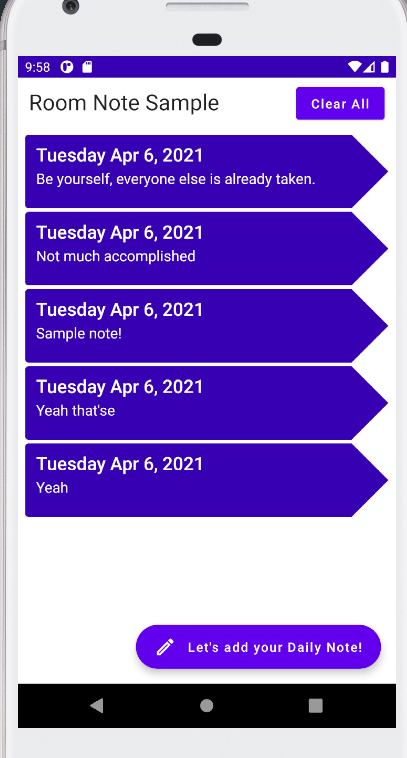 9:58
Room Note Sample
Clear All
Tuesday Apr 6, 2021
Be yourself, everyone else is already taken.
Tuesday Apr 6, 2021
Not much accomplished
Tuesday Apr 6, 2021
Sample note!
Tuesday Apr 6, 2021
Yeah that'se
Tuesday Apr 6, 2021
Yeah
Let's add your Daily Note!